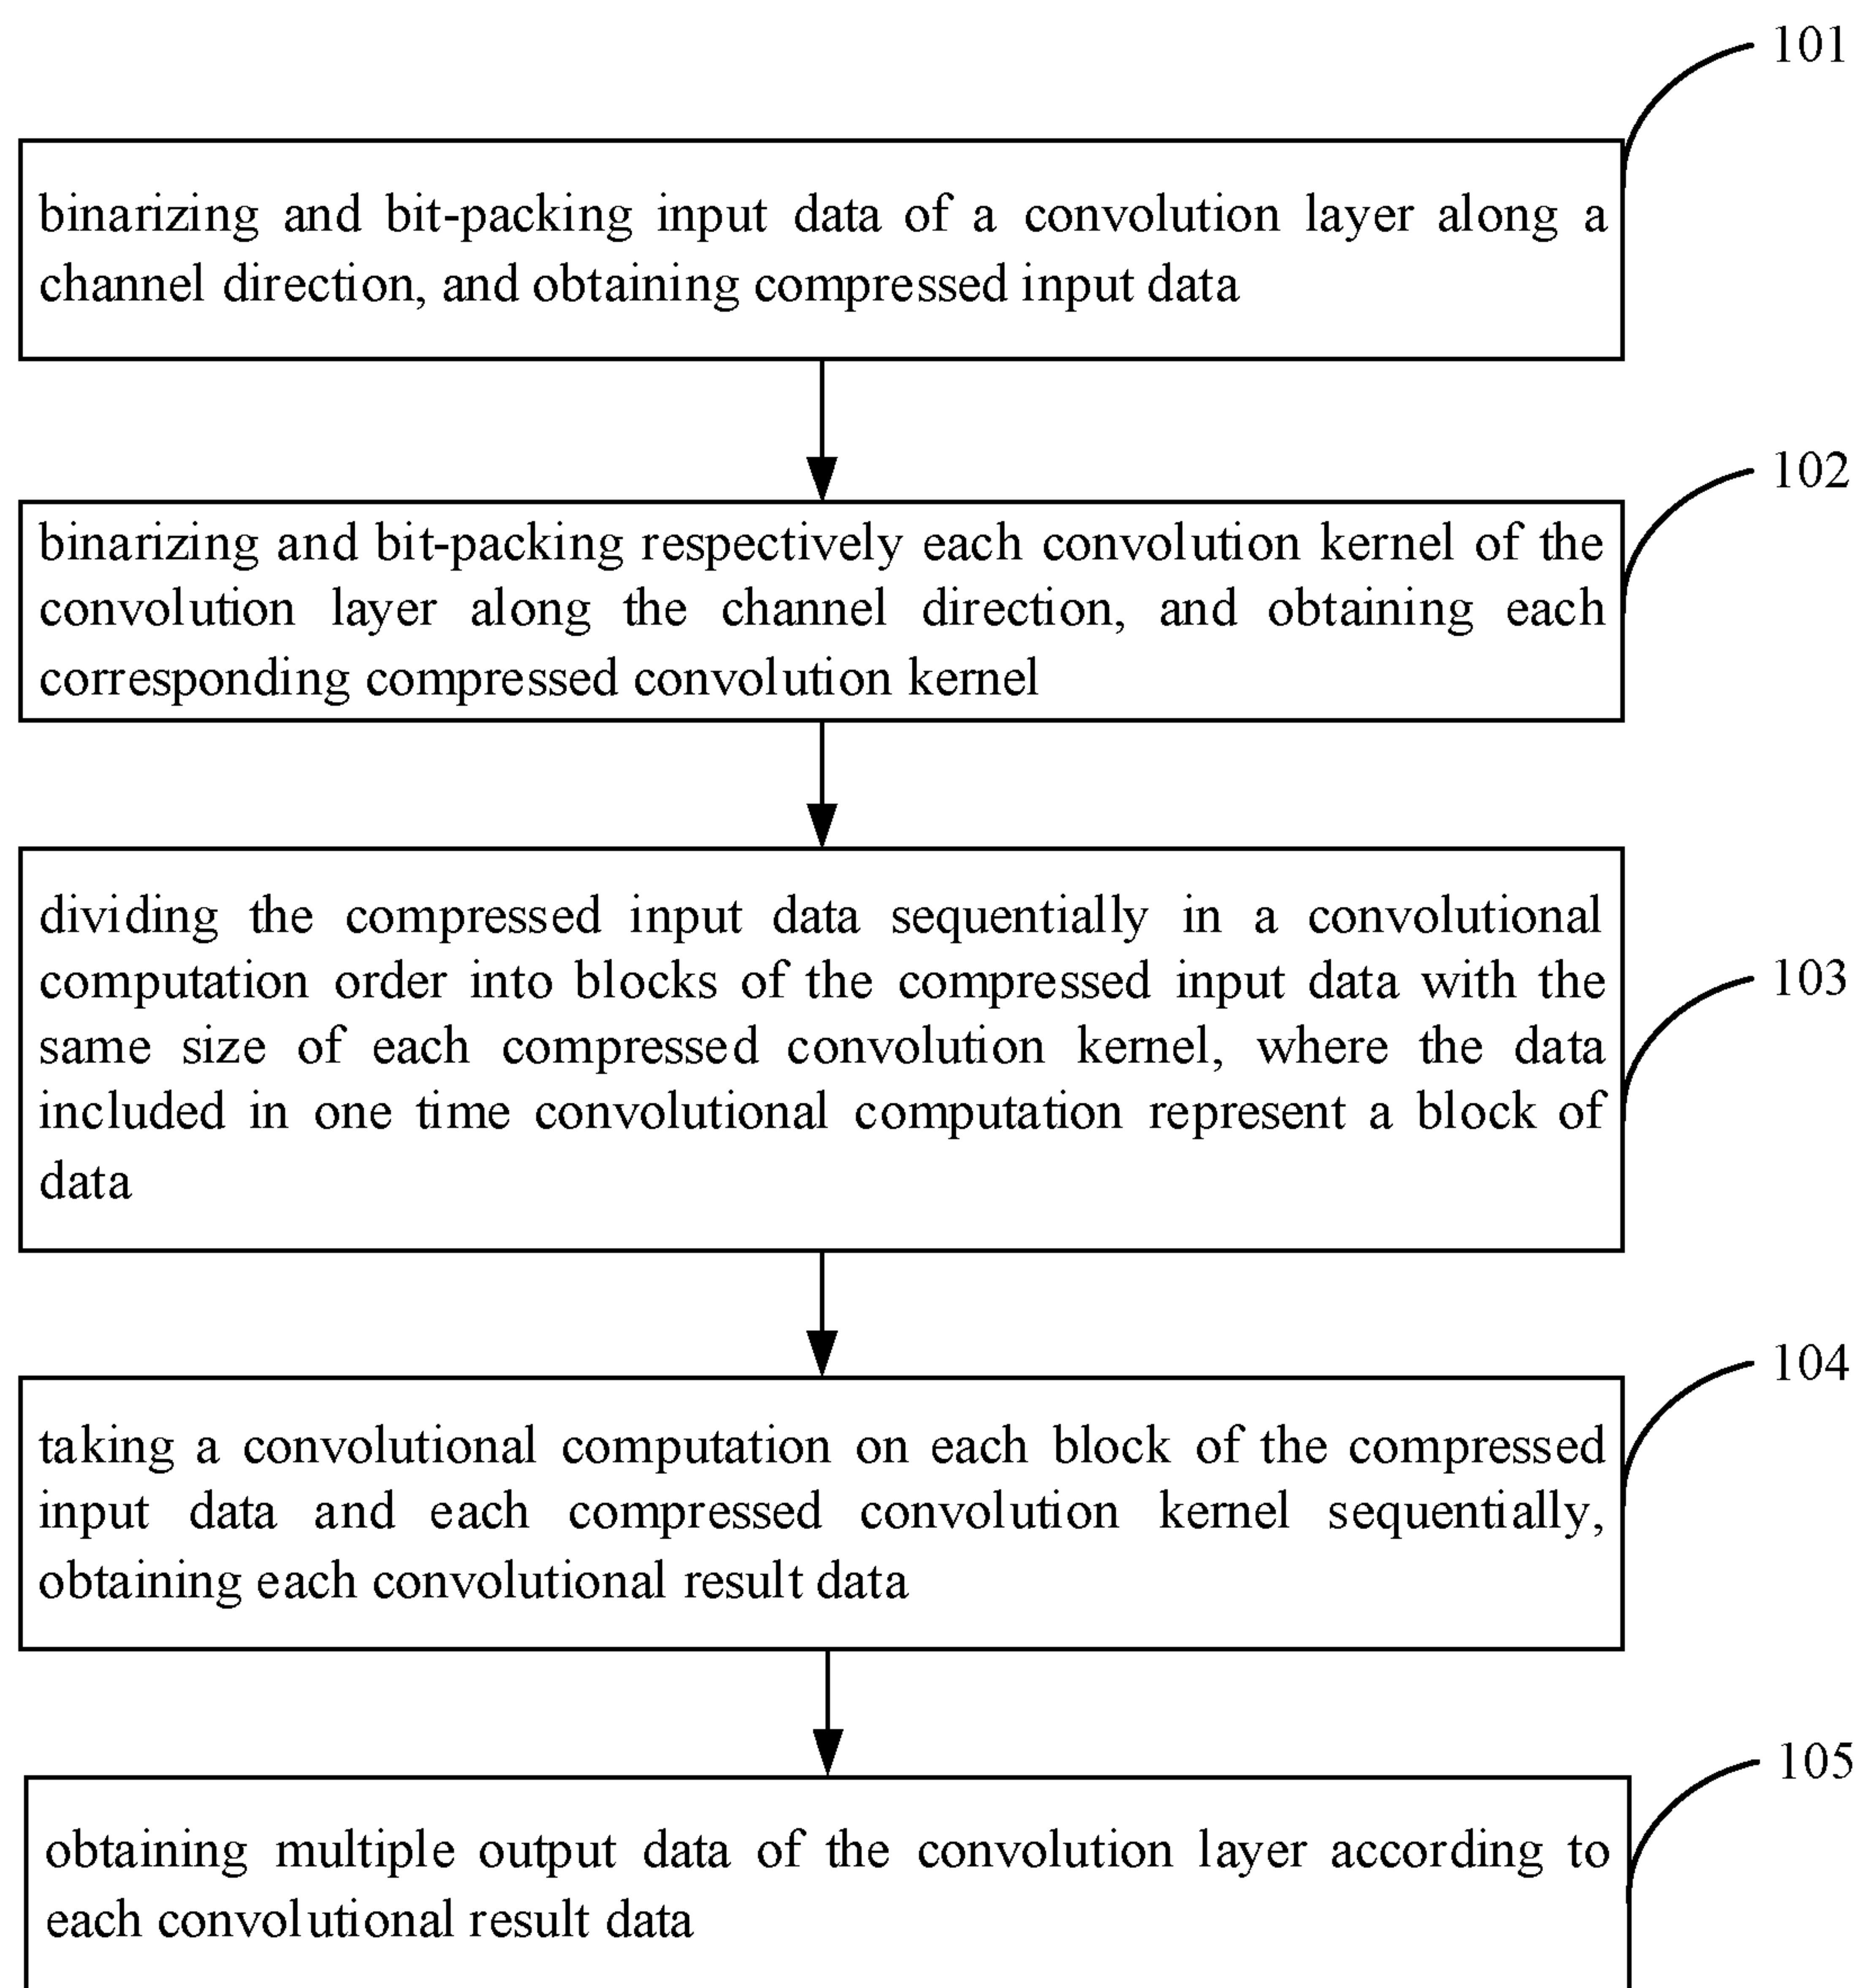 101
binarizing and bit-packing input data of a convolution layer along a
channel direction, and obtaining compressed input data
102
binarizing and bit-packing respectively each convolution kernel of the
convolution layer along the channel direction, and obtaining each
corresponding compressed convolution kernel
dividing the compressed input data sequentially in a convolutional
computation order into blocks of the compressed input data with the
103
same size of each compressed convolution kernel, where the data
included in one time convolutional computation represent a block of
data
104
taking a convolutional computation on each block of the compressed
input data and each compressed convolution kernel sequentially,
obtaining each convolutional result data
105
obtaining multiple output data of the convolution layer according to
each convolutional result data